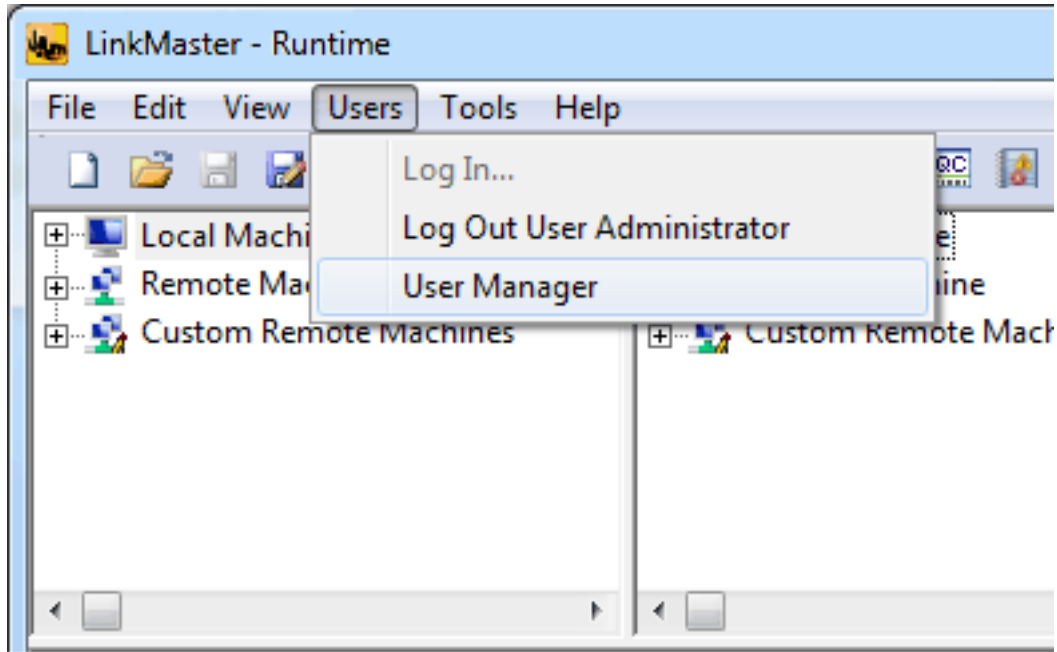 LinkMaster - Runtime
File Edit View Users Tools Help
Log In...
QC
Log Out User Administrator
User Manager
Local Machi
e
Remote Ma
ine
Custom Remote Machines
Custom Remote Mach